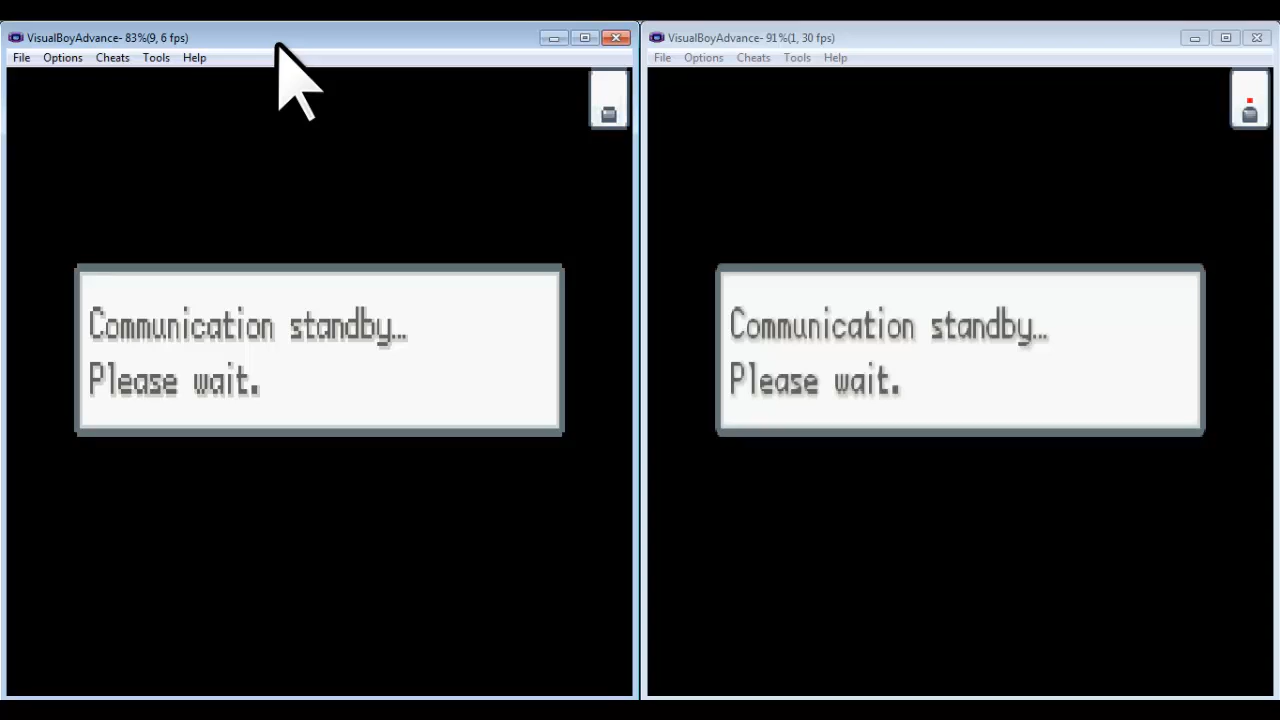 VisualBoyAdvance- 83%(9, 6 fps)
File Options Cheats Tools Help
Communication standby...
Please wait.
VisualBoyAdvance- 91%(1, 30 fps)
File Options Cheats Tools Help
Communication standby...
Please wait.